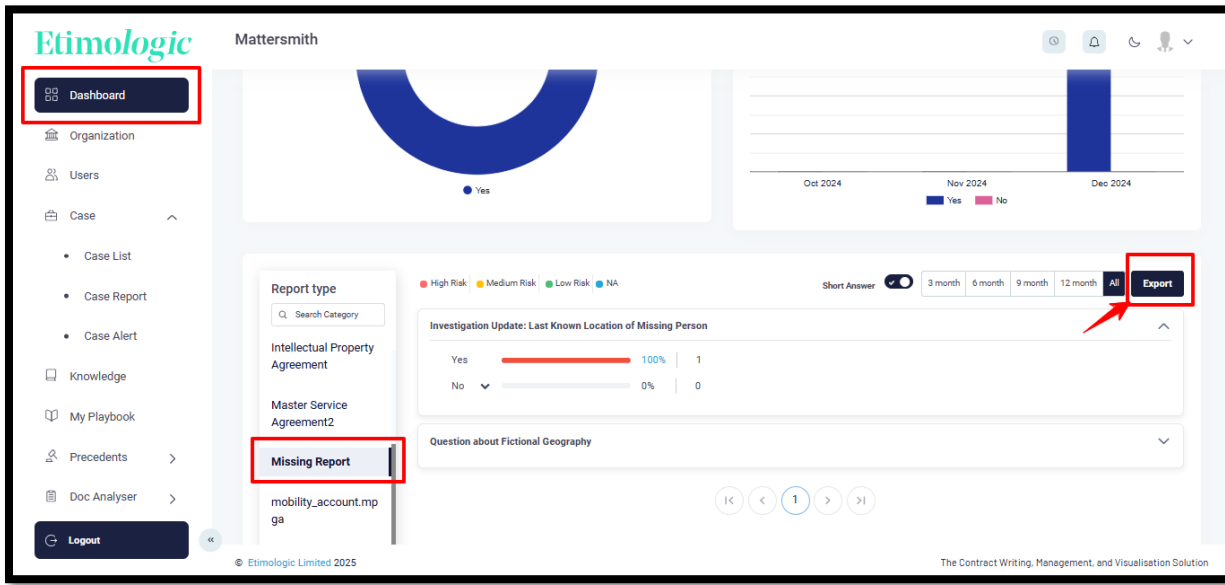 Etimologic
Mattersmith
Dashboard
Organization
Users
Case
Case List
Case Report
Case Alert
Knowledge
My Playbook
Precedents
Doc Analyser
Logout
«
Yes
Oct 2024
Nov 2024
Dec 2024
Yes
No
Report type
Search Category
Intellectual Property
Agreement
Master Service
Agreement2
Missing Report
mobility_account.mp
ga
High Risk
Medium Risk
Low Risk
NA
Short Answer
3 month
6 month
9 month
12 month
All
Export
Investigation Update: Last Known Location of Missing Person
Yes 100% 1
No 0% 0
Question about Fictional Geography
1
© Etimologic Limited 2025
The Contract Writing, Management, and Visualisation Solution